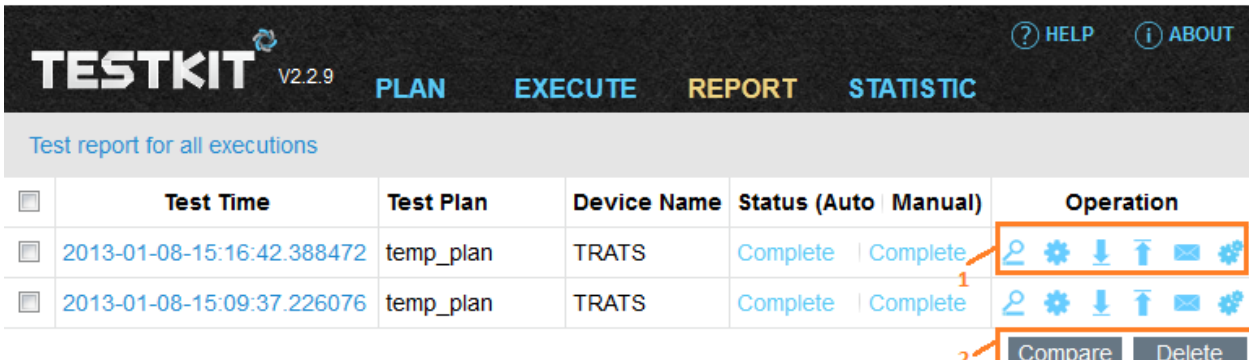 HELP ABOUT
TESTKIT V2.2.9
PLAN EXECUTE REPORT STATISTIC
Test report for all executions
Test Time Test Plan Device Name Status (Auto Manual) Operation
2013-01-08-15:16:42.388472 temp_plan TRATS Complete Complete
1
2013-01-08-15:09:37.226076 temp_plan TRATS Complete Complete
2 Compare Delete